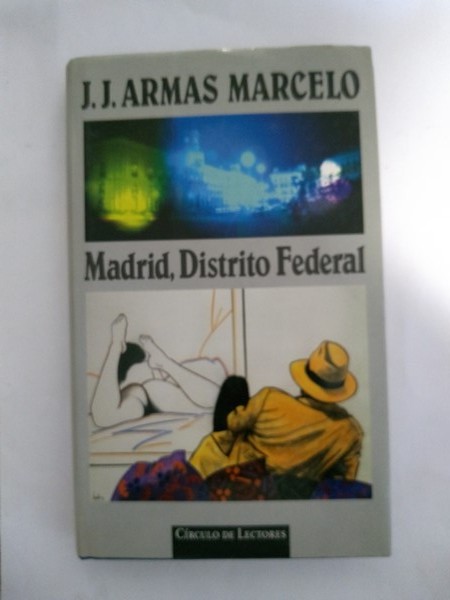 J. J. ARMAS MARCELO
Madrid, Distrito Federal
CÍRCULO DE LECTORES